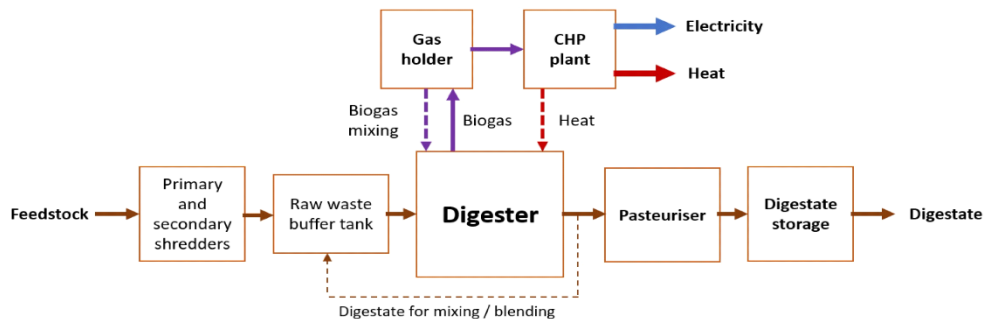 Gas
holder
CHP
plant
Electricity
Heat
Biogas
mixing
Biogas
Heat
Feedstock
Primary
and
secondary
shredders
Raw waste
buffer tank
Digester
Pasteuriser
Digestate
storage
Digestate
Digestate for mixing / blending